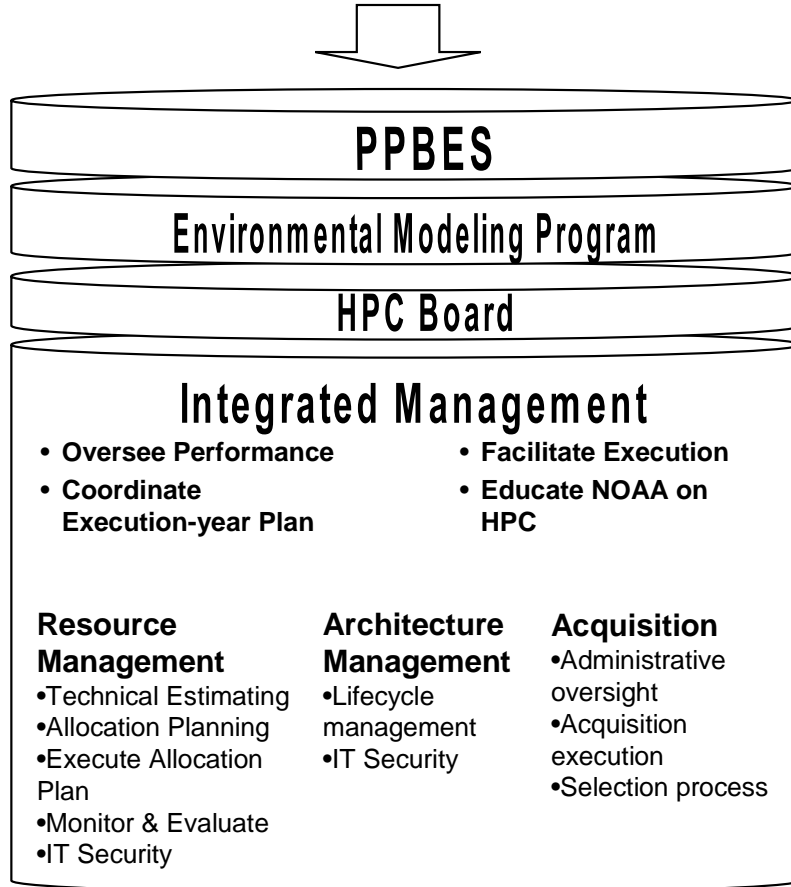 PPBES
Environmental Modeling Program
HPC Board
Integrated Management
• Oversee Performance
• Coordinate
Execution-year Plan
• Facilitate Execution
• Educate NOAA on
HPC
Resource
Management
•Technical Estimating
•Allocation Planning
•Execute Allocation
Plan
•Monitor & Evaluate
•IT Security
Architecture
Management
•Lifecycle
management
•IT Security
Acquisition
•Administrative
oversight
•Acquisition
execution
•Selection process